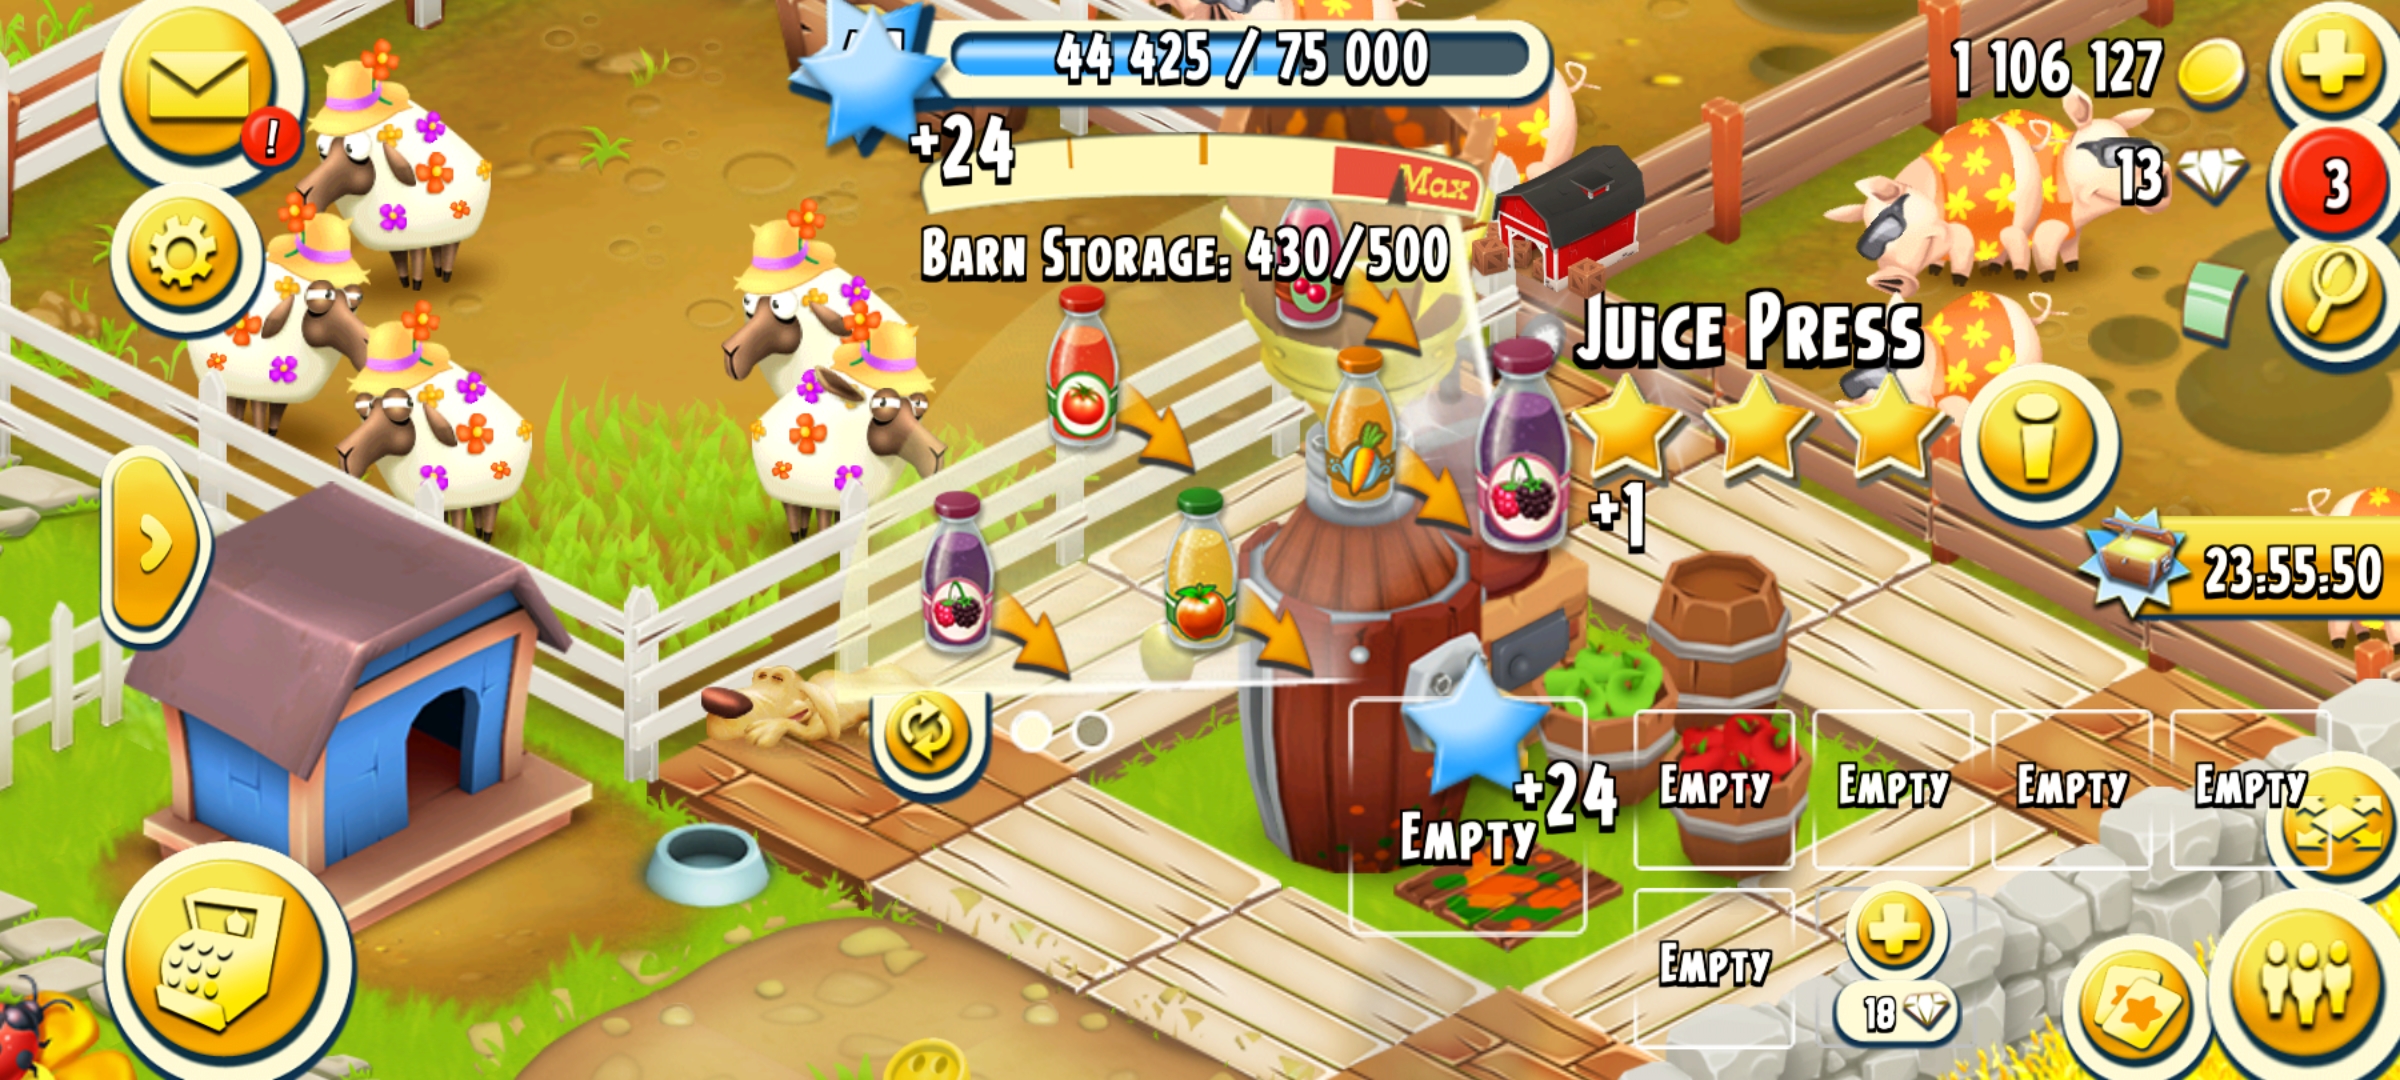 44 425 / 75 000
1 106 127
!
+24
Max
13
3
Barn Storage: 430/500
Juice Press
+1
23:55:50
+24
Empty
Empty
Empty
Empty
Empty
Empty
18